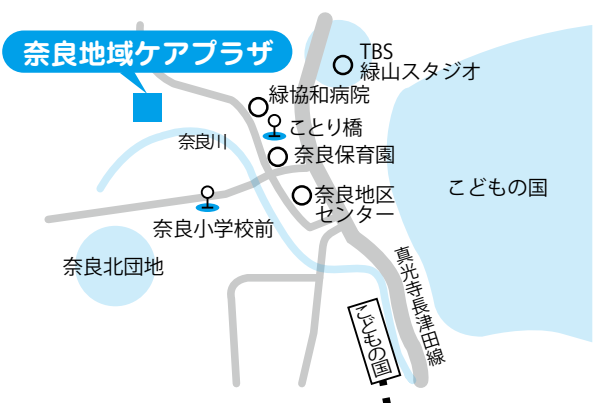 奈良地域ケアプラザ
TBS
緑山スタジオ
緑協和病院
ことり橋
奈良川
奈良保育園
こどもの国
奈良地区
センター
奈良小学校前
奈良北団地
真光寺長津田線
こどもの国